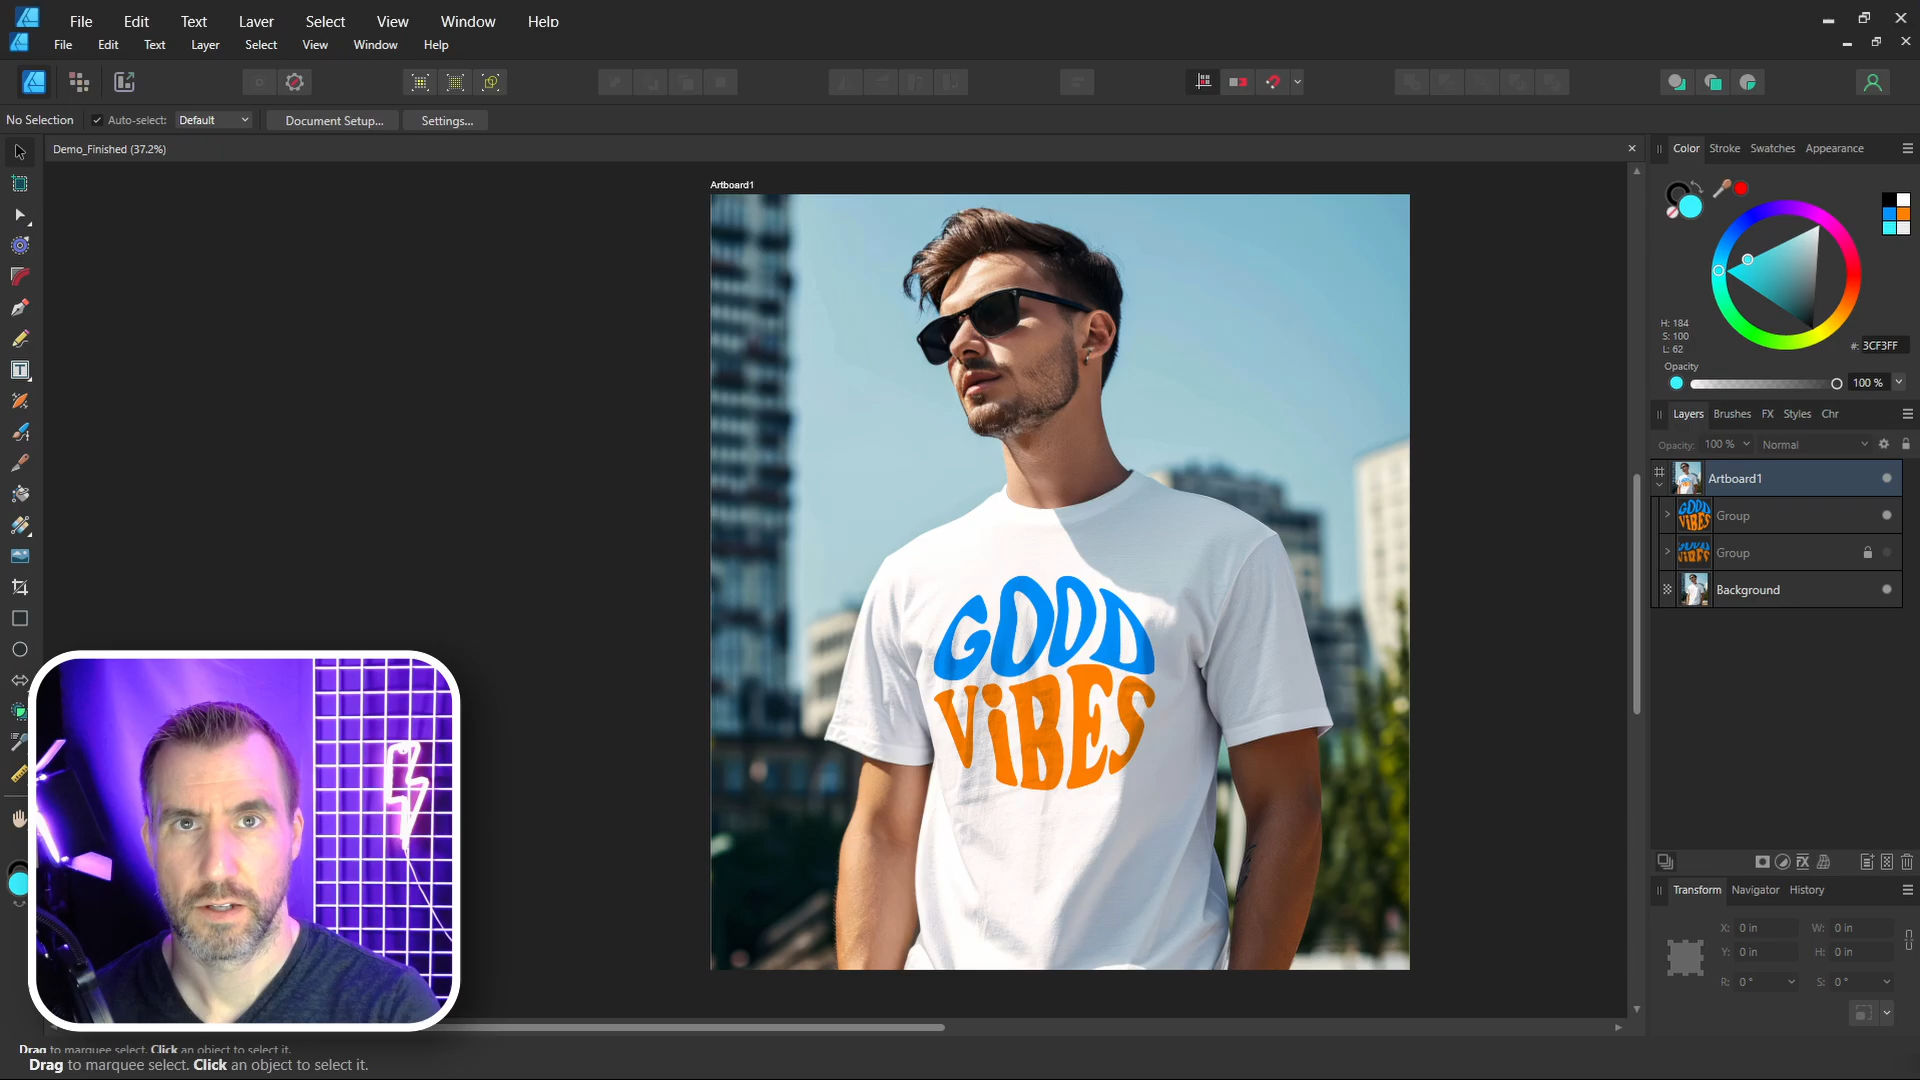 File Edit Text Layer Select View Window Help
File Edit Text Layer Select View Window Help
No Selection Auto-select: Default Document Setup... Settings...
Demo_Finished (37.2%)
Artboard1
GOOD
ViBES
Color Stroke Swatches Appearance
H: 184
S: 100
L: 62
#: 3CF3FF
Opacity
100 %
Layers Brushes FX Styles Chr
Opacity: 100 % Normal
Artboard1
Group
Group
Background
Transform Navigator History
X: 0 in W: 0 in
Y: 0 in H: 0 in
R: 0 ° S: 0 °
Drag to marquee select. Click an object to select it.
Drag to marquee select. Click an object to select it.